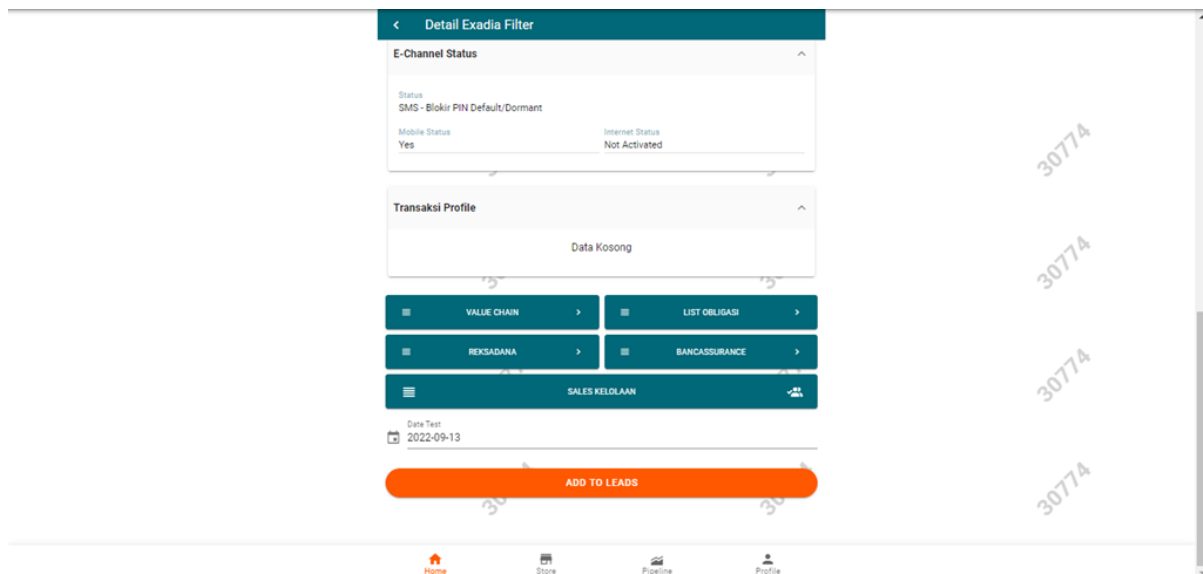 Detail Exadia Filter
E-Channel Status
Status
SMS - Blokir PIN Default/Dormant
Mobile Status Internet Status
Yes Not Activated
30774
Transaksi Profile
Data Kosong
30774
VALUE CHAIN LIST OBLIGASI
REKSADANA BANCASSURANCE
30774
SALES KELOLAAN
Date Test
2022-09-13
ADD TO LEADS
30774
Home Store Pipeline Profile